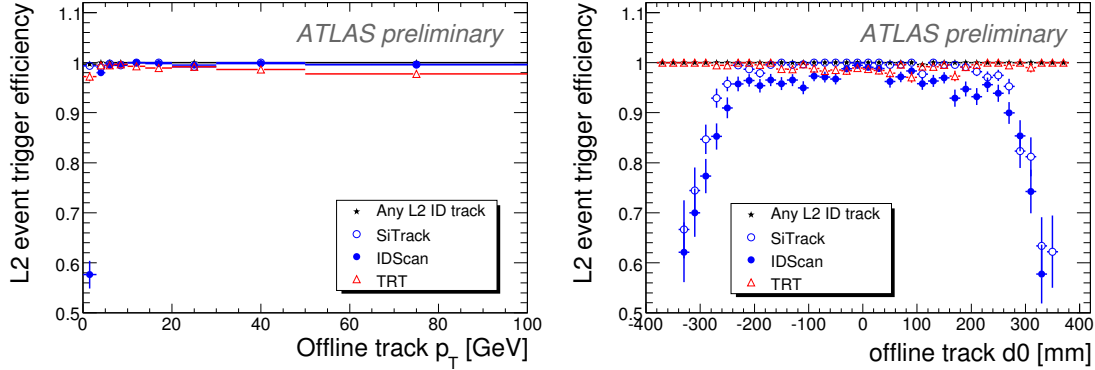 L2 event trigger efficiency
1.1
1
0.9
0.8
0.7
0.6
0.5
ATLAS preliminary
Any L2 ID track
SiTrack
IDScan
TRT
0 20 40 60 80 100
Offline track p_T [GeV]
L2 event trigger efficiency
1.1
1
0.9
0.8
0.7
0.6
0.5
ATLAS preliminary
Any L2 ID track
SiTrack
IDScan
TRT
-400 -300 -200 -100 0 100 200 300 400
offline track d0 [mm]